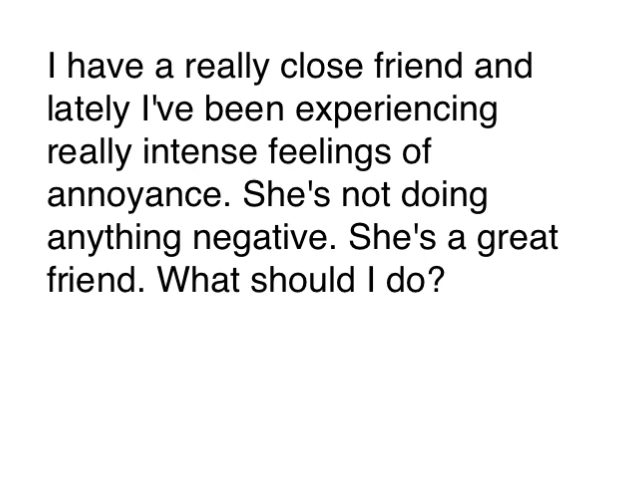 I have a really close friend and
lately I've been experiencing
really intense feelings of
annoyance. She's not doing
anything negative. She's a great
friend. What should I do?